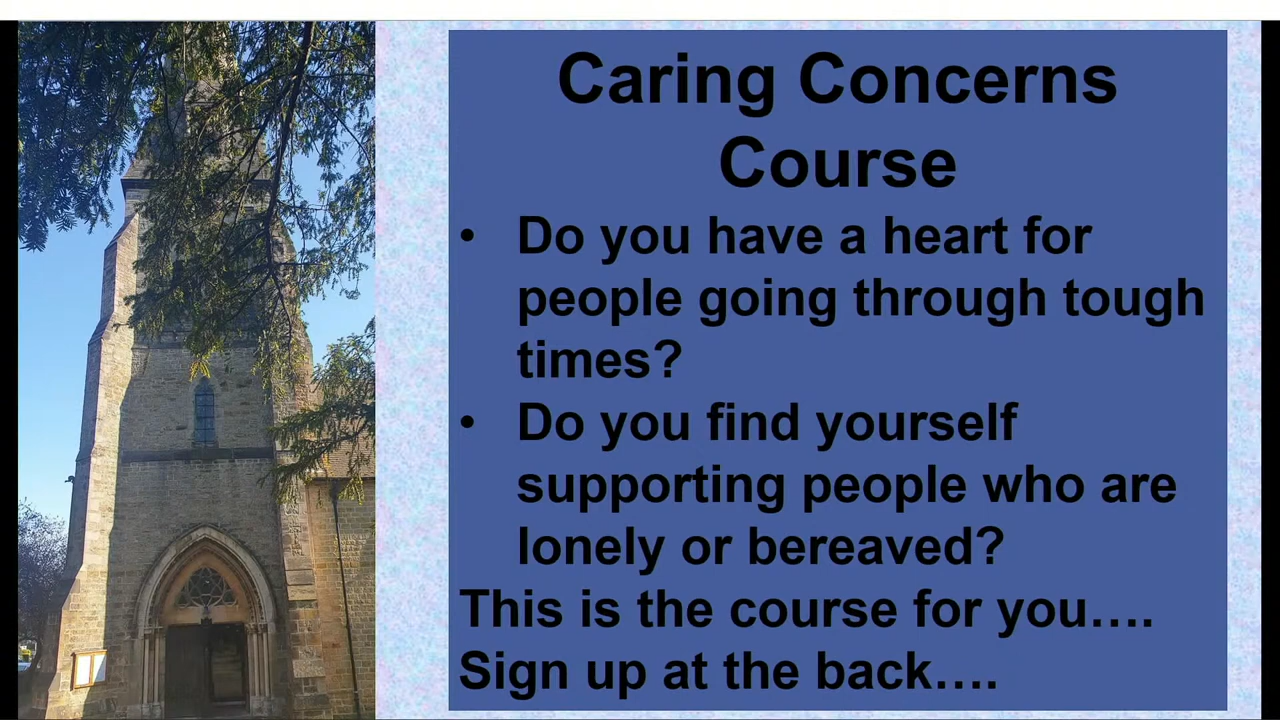 Caring Concerns
Course
• Do you have a heart for
people going through tough
times?
• Do you find yourself
supporting people who are
lonely or bereaved?
This is the course for you….
Sign up at the back….